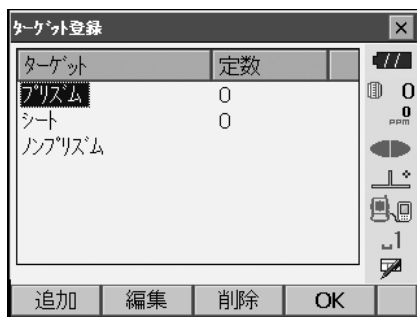 ターゲット登録
ターゲット 定数
プリズム 0
シート 0
ノンプリズム
0
0
ppm
1
追加 編集 削除 OK